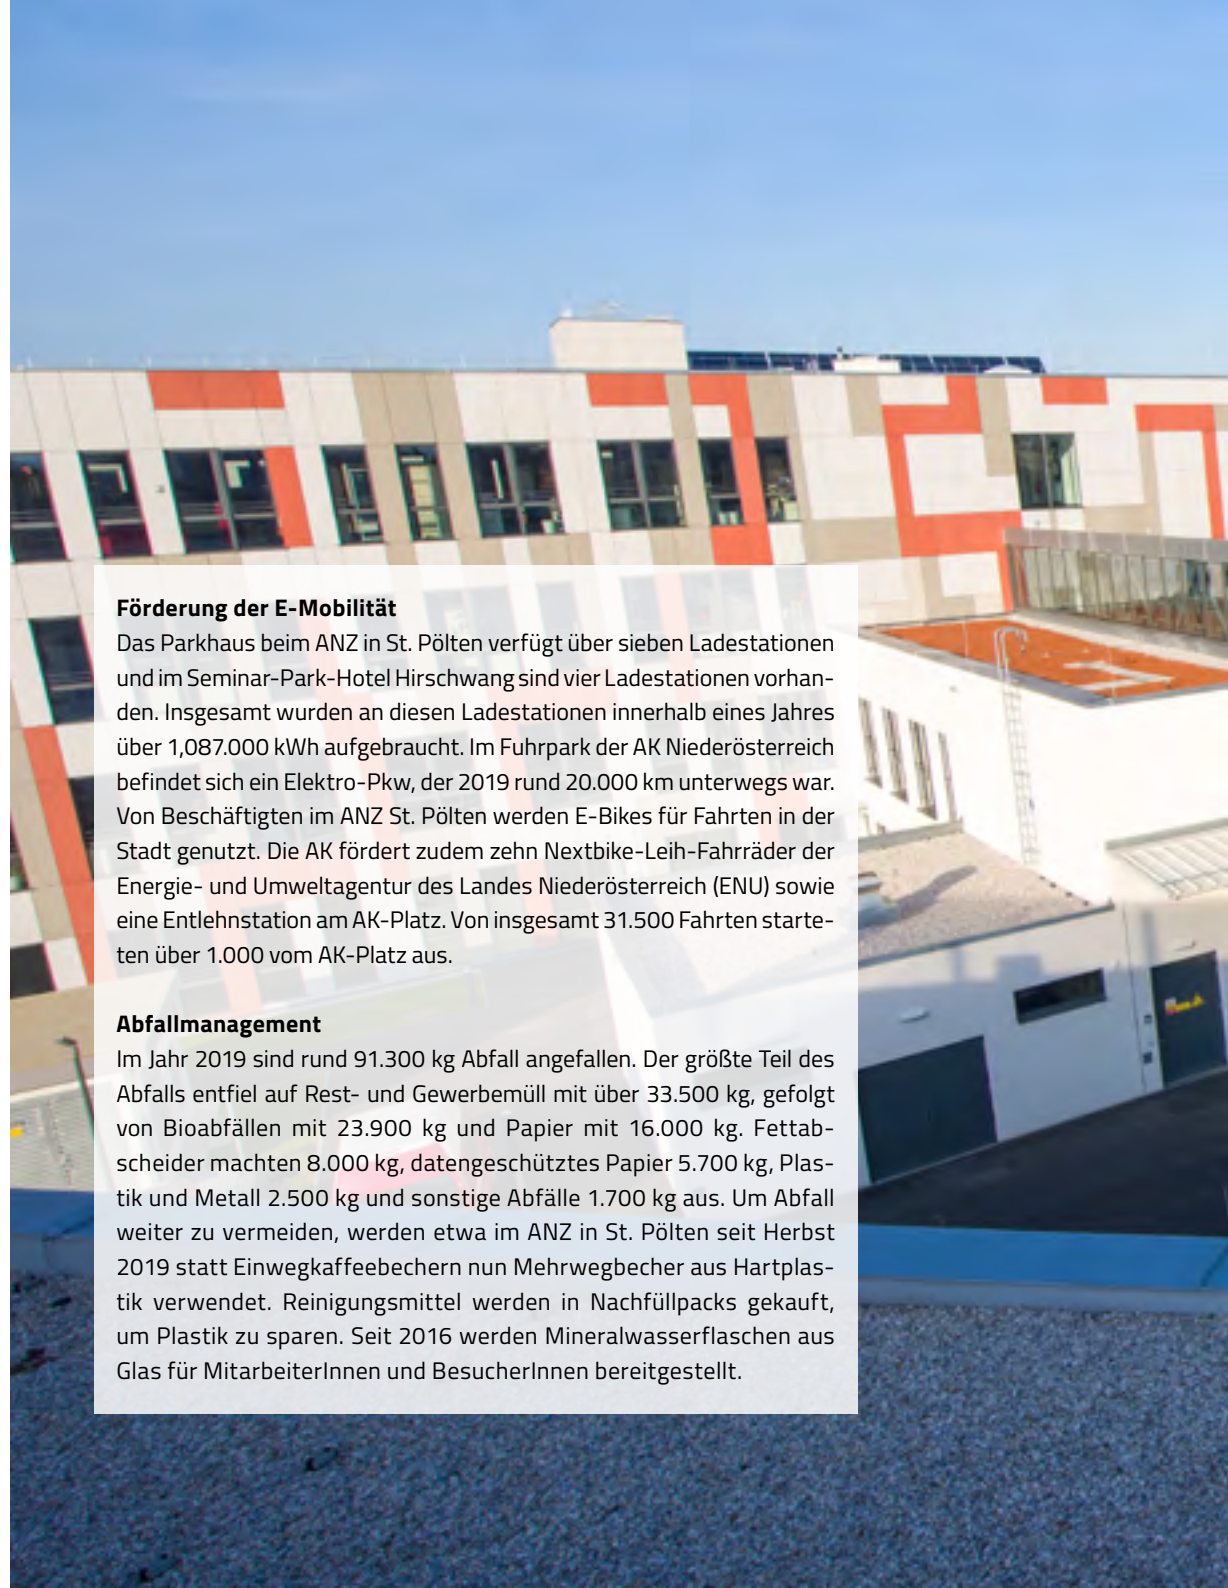 Förderung der E-Mobilität
Das Parkhaus beim ANZ in St. Pölten verfügt über sieben Ladestationen
und im Seminar-Park-Hotel Hirschwang sind vier Ladestationen vorhan-
den. Insgesamt wurden an diesen Ladestationen innerhalb eines Jahres
über 1,087.000 kWh aufgebraucht. Im Fuhrpark der AK Niederösterreich
befindet sich ein Elektro-Pkw, der 2019 rund 20.000 km unterwegs war.
Von Beschäftigten im ANZ St. Pölten werden E-Bikes für Fahrten in der
Stadt genutzt. Die AK fördert zudem zehn Nextbike-Leih-Fahrräder der
Energie- und Umweltagentur des Landes Niederösterreich (ENU) sowie
eine Entlehnstation am AK-Platz. Von insgesamt 31.500 Fahrten starte-
ten über 1.000 vom AK-Platz aus.
Abfallmanagement
Im Jahr 2019 sind rund 91.300 kg Abfall angefallen. Der größte Teil des
Abfalls entfiel auf Rest- und Gewerbemüll mit über 33.500 kg, gefolgt
von Bioabfällen mit 23.900 kg und Papier mit 16.000 kg. Fettab-
scheider machten 8.000 kg, datengeschütztes Papier 5.700 kg, Plas-
tik und Metall 2.500 kg und sonstige Abfälle 1.700 kg aus. Um Abfall
weiter zu vermeiden, werden etwa im ANZ in St. Pölten seit Herbst
2019 statt Einwegkaffeebechern nun Mehrwegbecher aus Hartplas-
tik verwendet. Reinigungsmittel werden in Nachfüllpacks gekauft,
um Plastik zu sparen. Seit 2016 werden Mineralwasserflaschen aus
Glas für MitarbeiterInnen und BesucherInnen bereitgestellt.